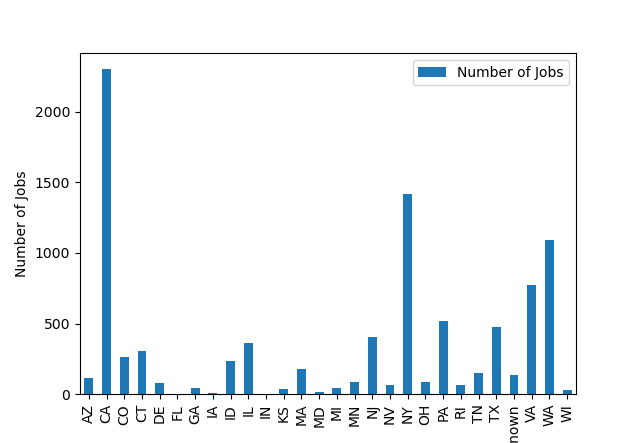 Number of Jobs
Number of Jobs
2000
1500
1000
500
0
AZ
CA
CO
CT
DE
FL
GA
IA
ID
IL
IN
KS
MA
MD
MI
MN
NJ
NV
NY
OH
PA
RI
TN
TX
nown
VA
WA
WI